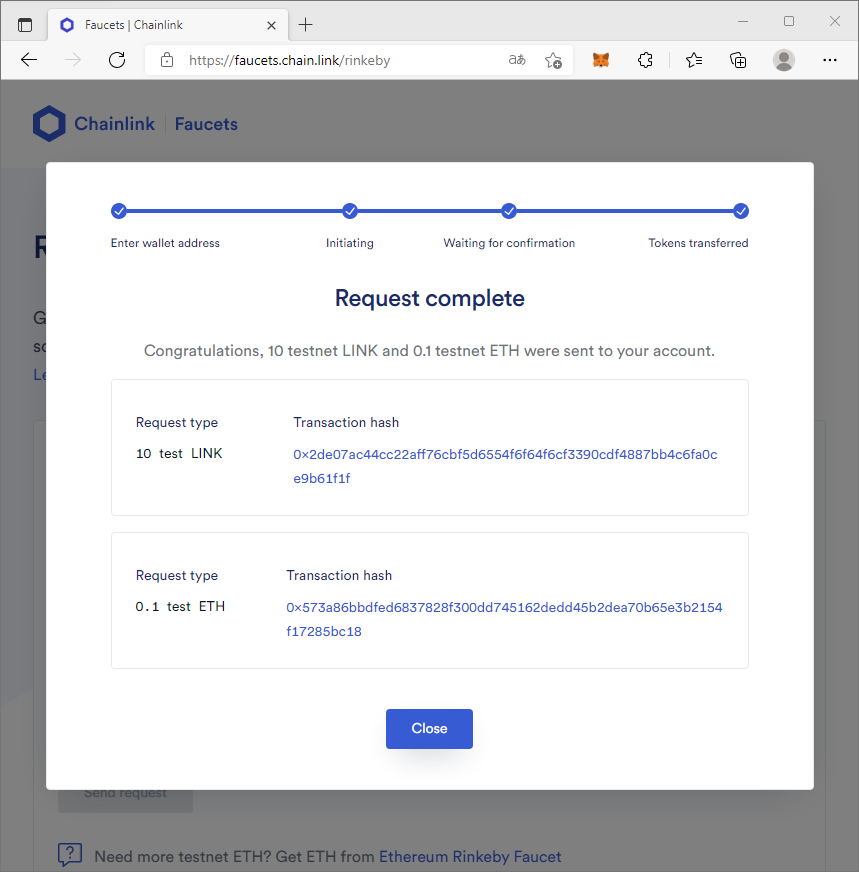 Faucets | Chainlink
https://faucets.chain.link/rinkeby
aあ
Chainlink | Faucets
Enter wallet address
Initiating
Waiting for confirmation
Tokens transferred
Request complete
Congratulations, 10 testnet LINK and 0.1 testnet ETH were sent to your account.
Request type
Transaction hash
10 test LINK
0x2de07ac44cc22aff76cbf5d6554f6f64f6cf3390cdf4887bb4c6fa0c
e9b61f1f
Request type
Transaction hash
0.1 test ETH
0x573a86bbdfed6837828f300dd745162dedd45b2dea70b65e3b2154
f17285bc18
Close
Send request
Need more testnet ETH? Get ETH from Ethereum Rinkeby Faucet